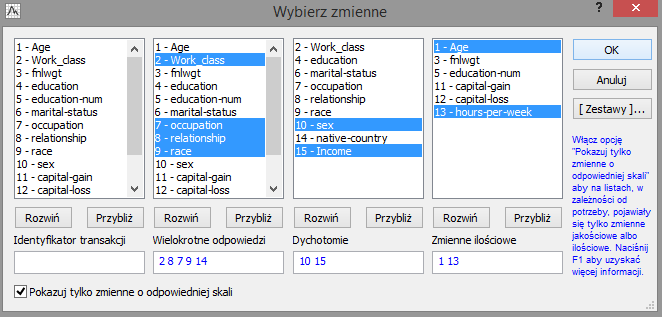 Wybierz zmienne
?
1 - Age
2 - Work_class
3 - fnlwgt
4 - education
5 - education-num
6 - marital-status
7 - occupation
8 - relationship
9 - race
10 - sex
11 - capital-gain
12 - capital-loss
1 - Age
2 - Work_class
3 - fnlwgt
4 - education
5 - education-num
6 - marital-status
7 - occupation
8 - relationship
9 - race
10 - sex
11 - capital-gain
12 - capital-loss
2 - Work_class
4 - education
6 - marital-status
7 - occupation
8 - relationship
9 - race
10 - sex
14 - native-country
15 - Income
1 - Age
3 - fnlwgt
5 - education-num
11 - capital-gain
12 - capital-loss
13 - hours-per-week
OK
Anuluj
[ Zestawy ]...
Włącz opcję
"Pokazuj tylko
zmienne o
odpowiedniej skali"
aby na listach, w
zależności od
potrzeby, pojawiały
się tylko zmienne
jakościowe albo
ilościowe. Naciśnij
F1 aby uzyskać
więcej informacji.
Rozwiń Przybliż Rozwiń Przybliż Rozwiń Przybliż Rozwiń Przybliż
Identyfikator transakcji Wielokrotne odpowiedzi Dychotomie Zmienne ilościowe
2 8 7 9 14 10 15 1 13
Pokazuj tylko zmienne o odpowiedniej skali